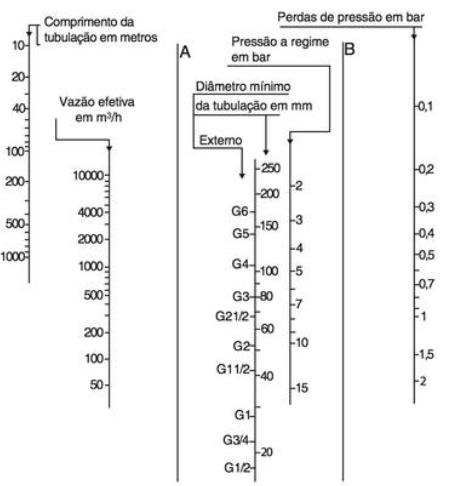 Comprimento da
tubulação em metros
10
20
40
100
200
500
1000
Vazão efetiva
em m³/h
10000
4000
2000
1000
500
200
100
50
A
Pressão a regime
em bar
Diâmetro mínimo
da tubulação em mm
Externo
G6
G5
G4
G3
G21/2
G2
G11/2
G1
G3/4
G1/2
250
200
150
100
80
60
40
20
2
3
4
5
7
10
15
B
Perdas de pressão em bar
0,1
0,2
0,3
0,4
0,5
0,7
1
1,5
2